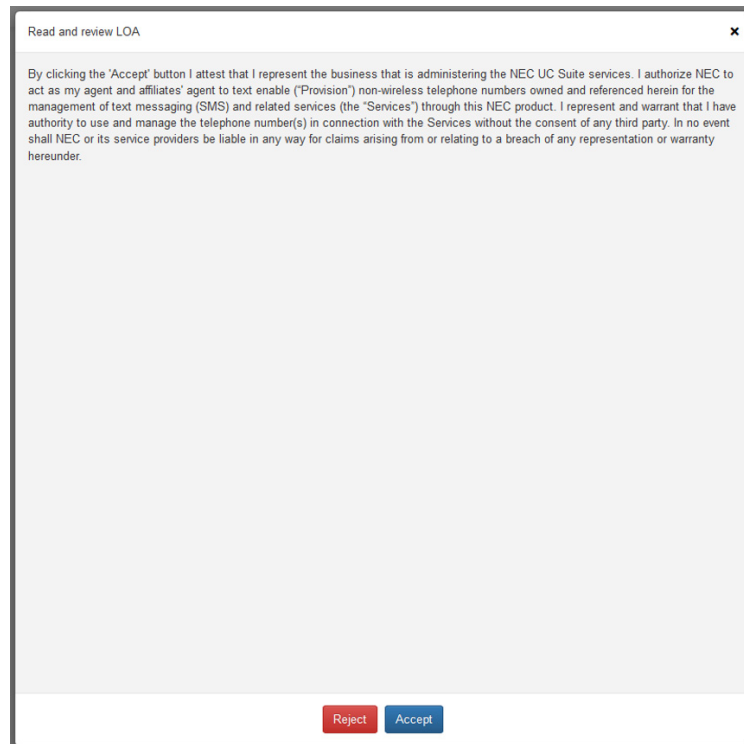 Read and review LOA
×
By clicking the 'Accept' button I attest that I represent the business that is administering the NEC UC Suite services. I authorize NEC to
act as my agent and affiliates' agent to text enable (“Provision”) non-wireless telephone numbers owned and referenced herein for the
management of text messaging (SMS) and related services (the “Services”) through this NEC product. I represent and warrant that I have
authority to use and manage the telephone number(s) in connection with the Services without the consent of any third party. In no event
shall NEC or its service providers be liable in any way for claims arising from or relating to a breach of any representation or warranty
hereunder.
Reject Accept